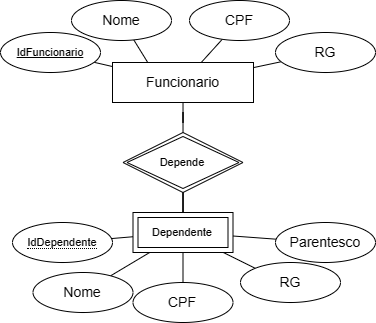 Nome
CPF
IdFuncionario
RG
Funcionario
Depende
IdDependente
Dependente
Parentesco
Nome
CPF
RG